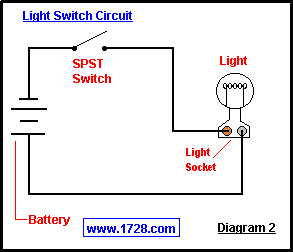 Light Switch Circuit
SPST
Switch
Light
Light
Socket
Battery
www.1728.com
Diagram 2